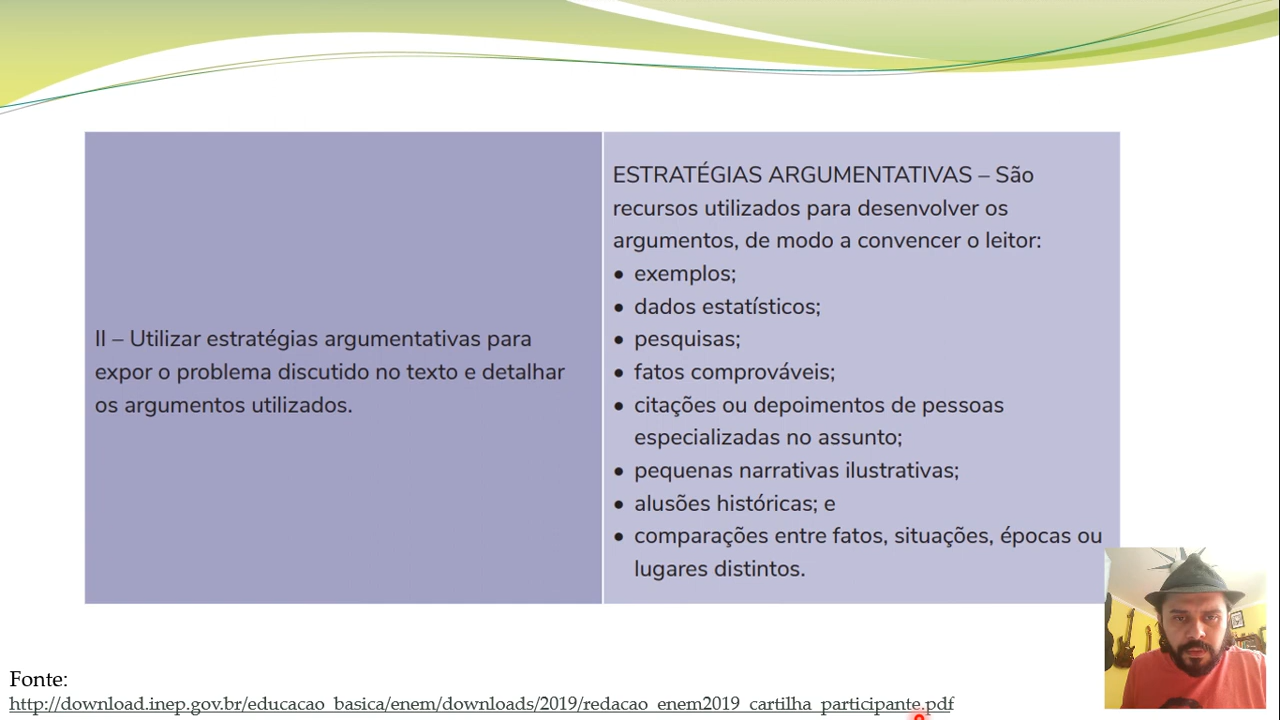 II – Utilizar estratégias argumentativas para
expor o problema discutido no texto e detalhar
os argumentos utilizados.
ESTRATÉGIAS ARGUMENTATIVAS – São
recursos utilizados para desenvolver os
argumentos, de modo a convencer o leitor:
• exemplos;
• dados estatísticos;
• pesquisas;
• fatos comprováveis;
• citações ou depoimentos de pessoas
especializadas no assunto;
• pequenas narrativas ilustrativas;
• alusões históricas; e
• comparações entre fatos, situações, épocas ou
lugares distintos.
Fonte:
http://download.inep.gov.br/educacao_basica/enem/downloads/2019/redacao_enem2019_cartilha_participante.pdf